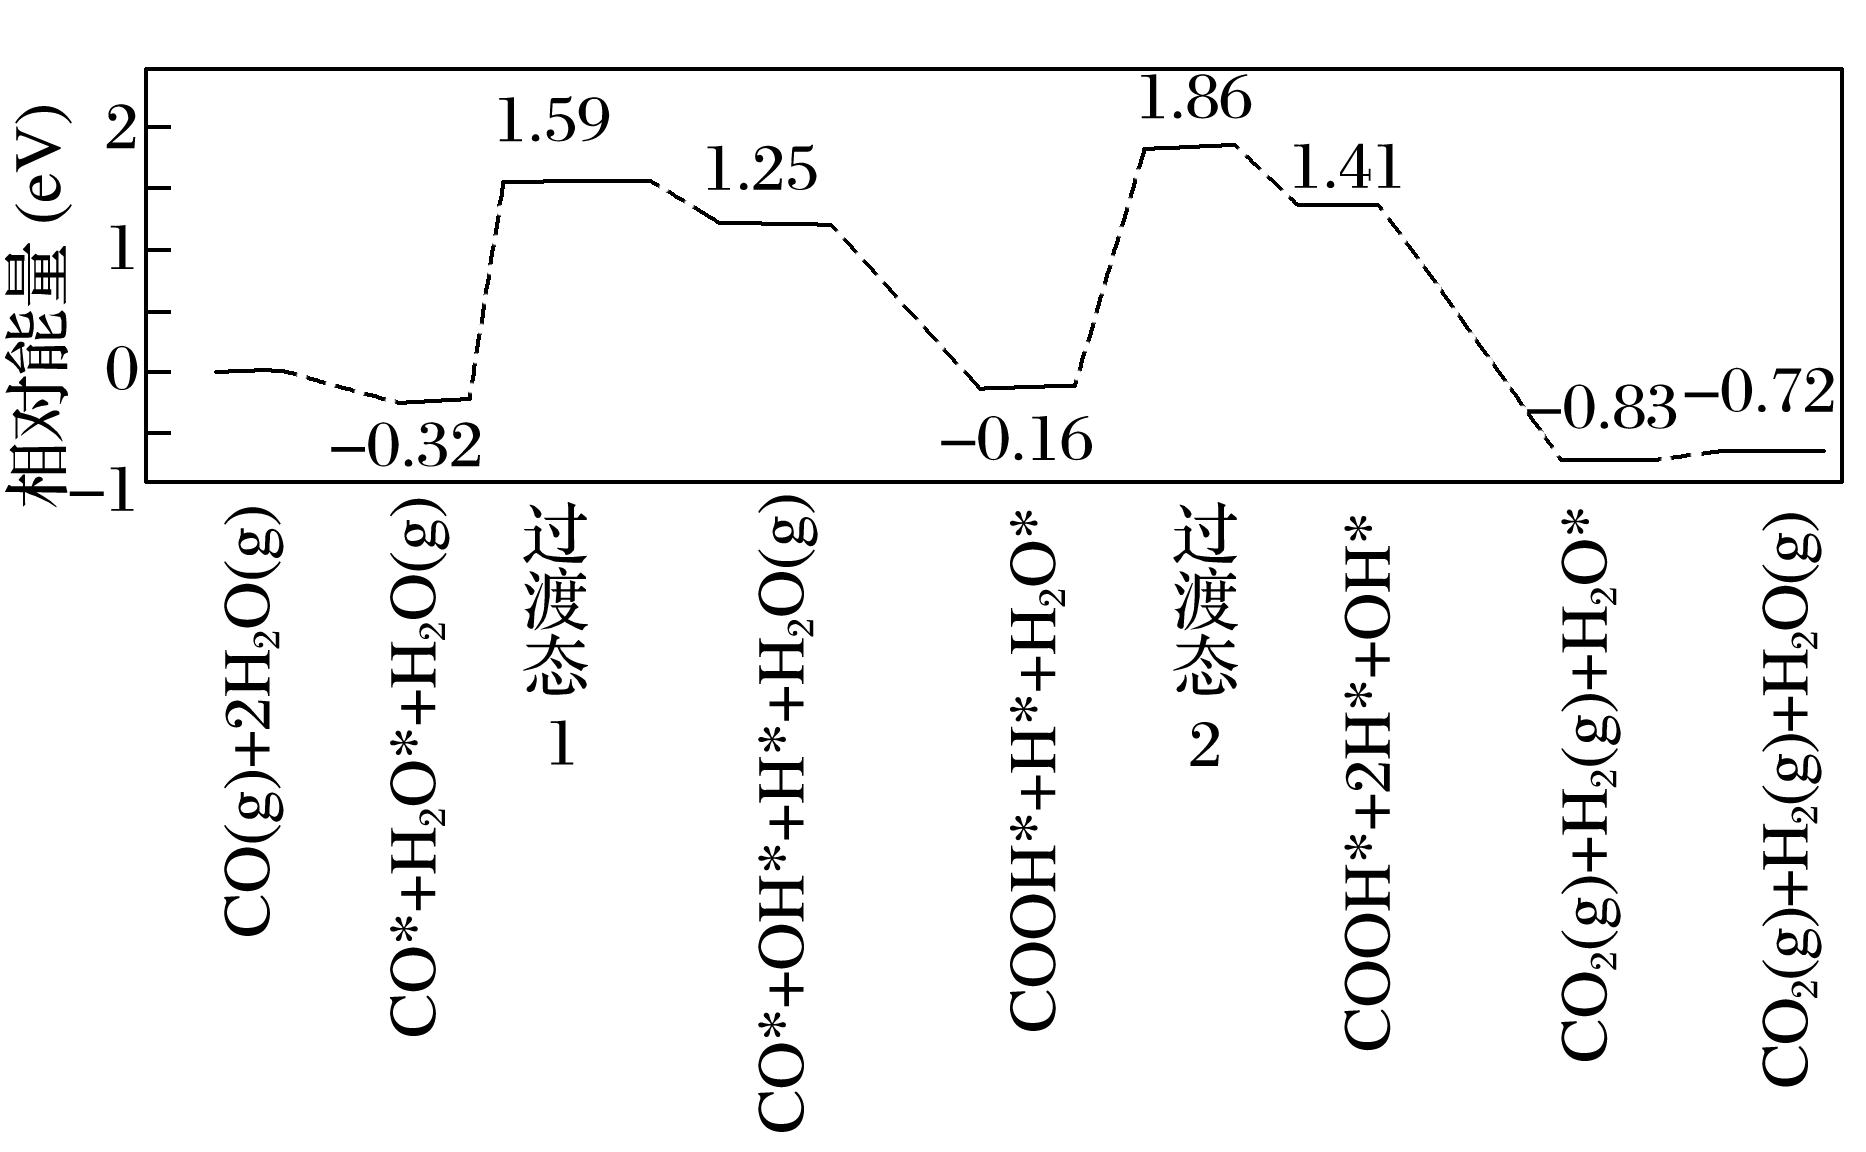 相对能量 (eV)
2
1
0
−1
1.59
1.25
1.86
1.41
−0.32
−0.16
−0.83
−0.72
CO(g)+2H₂O(g)
CO*+H₂O*+H₂O(g)
过渡态1
CO*+OH*+H*+H₂O(g)
COOH*+H*+H₂O*
过渡态2
COOH*+2H*+OH*
CO₂(g)+H₂(g)+H₂O*
CO₂(g)+H₂(g)+H₂O(g)